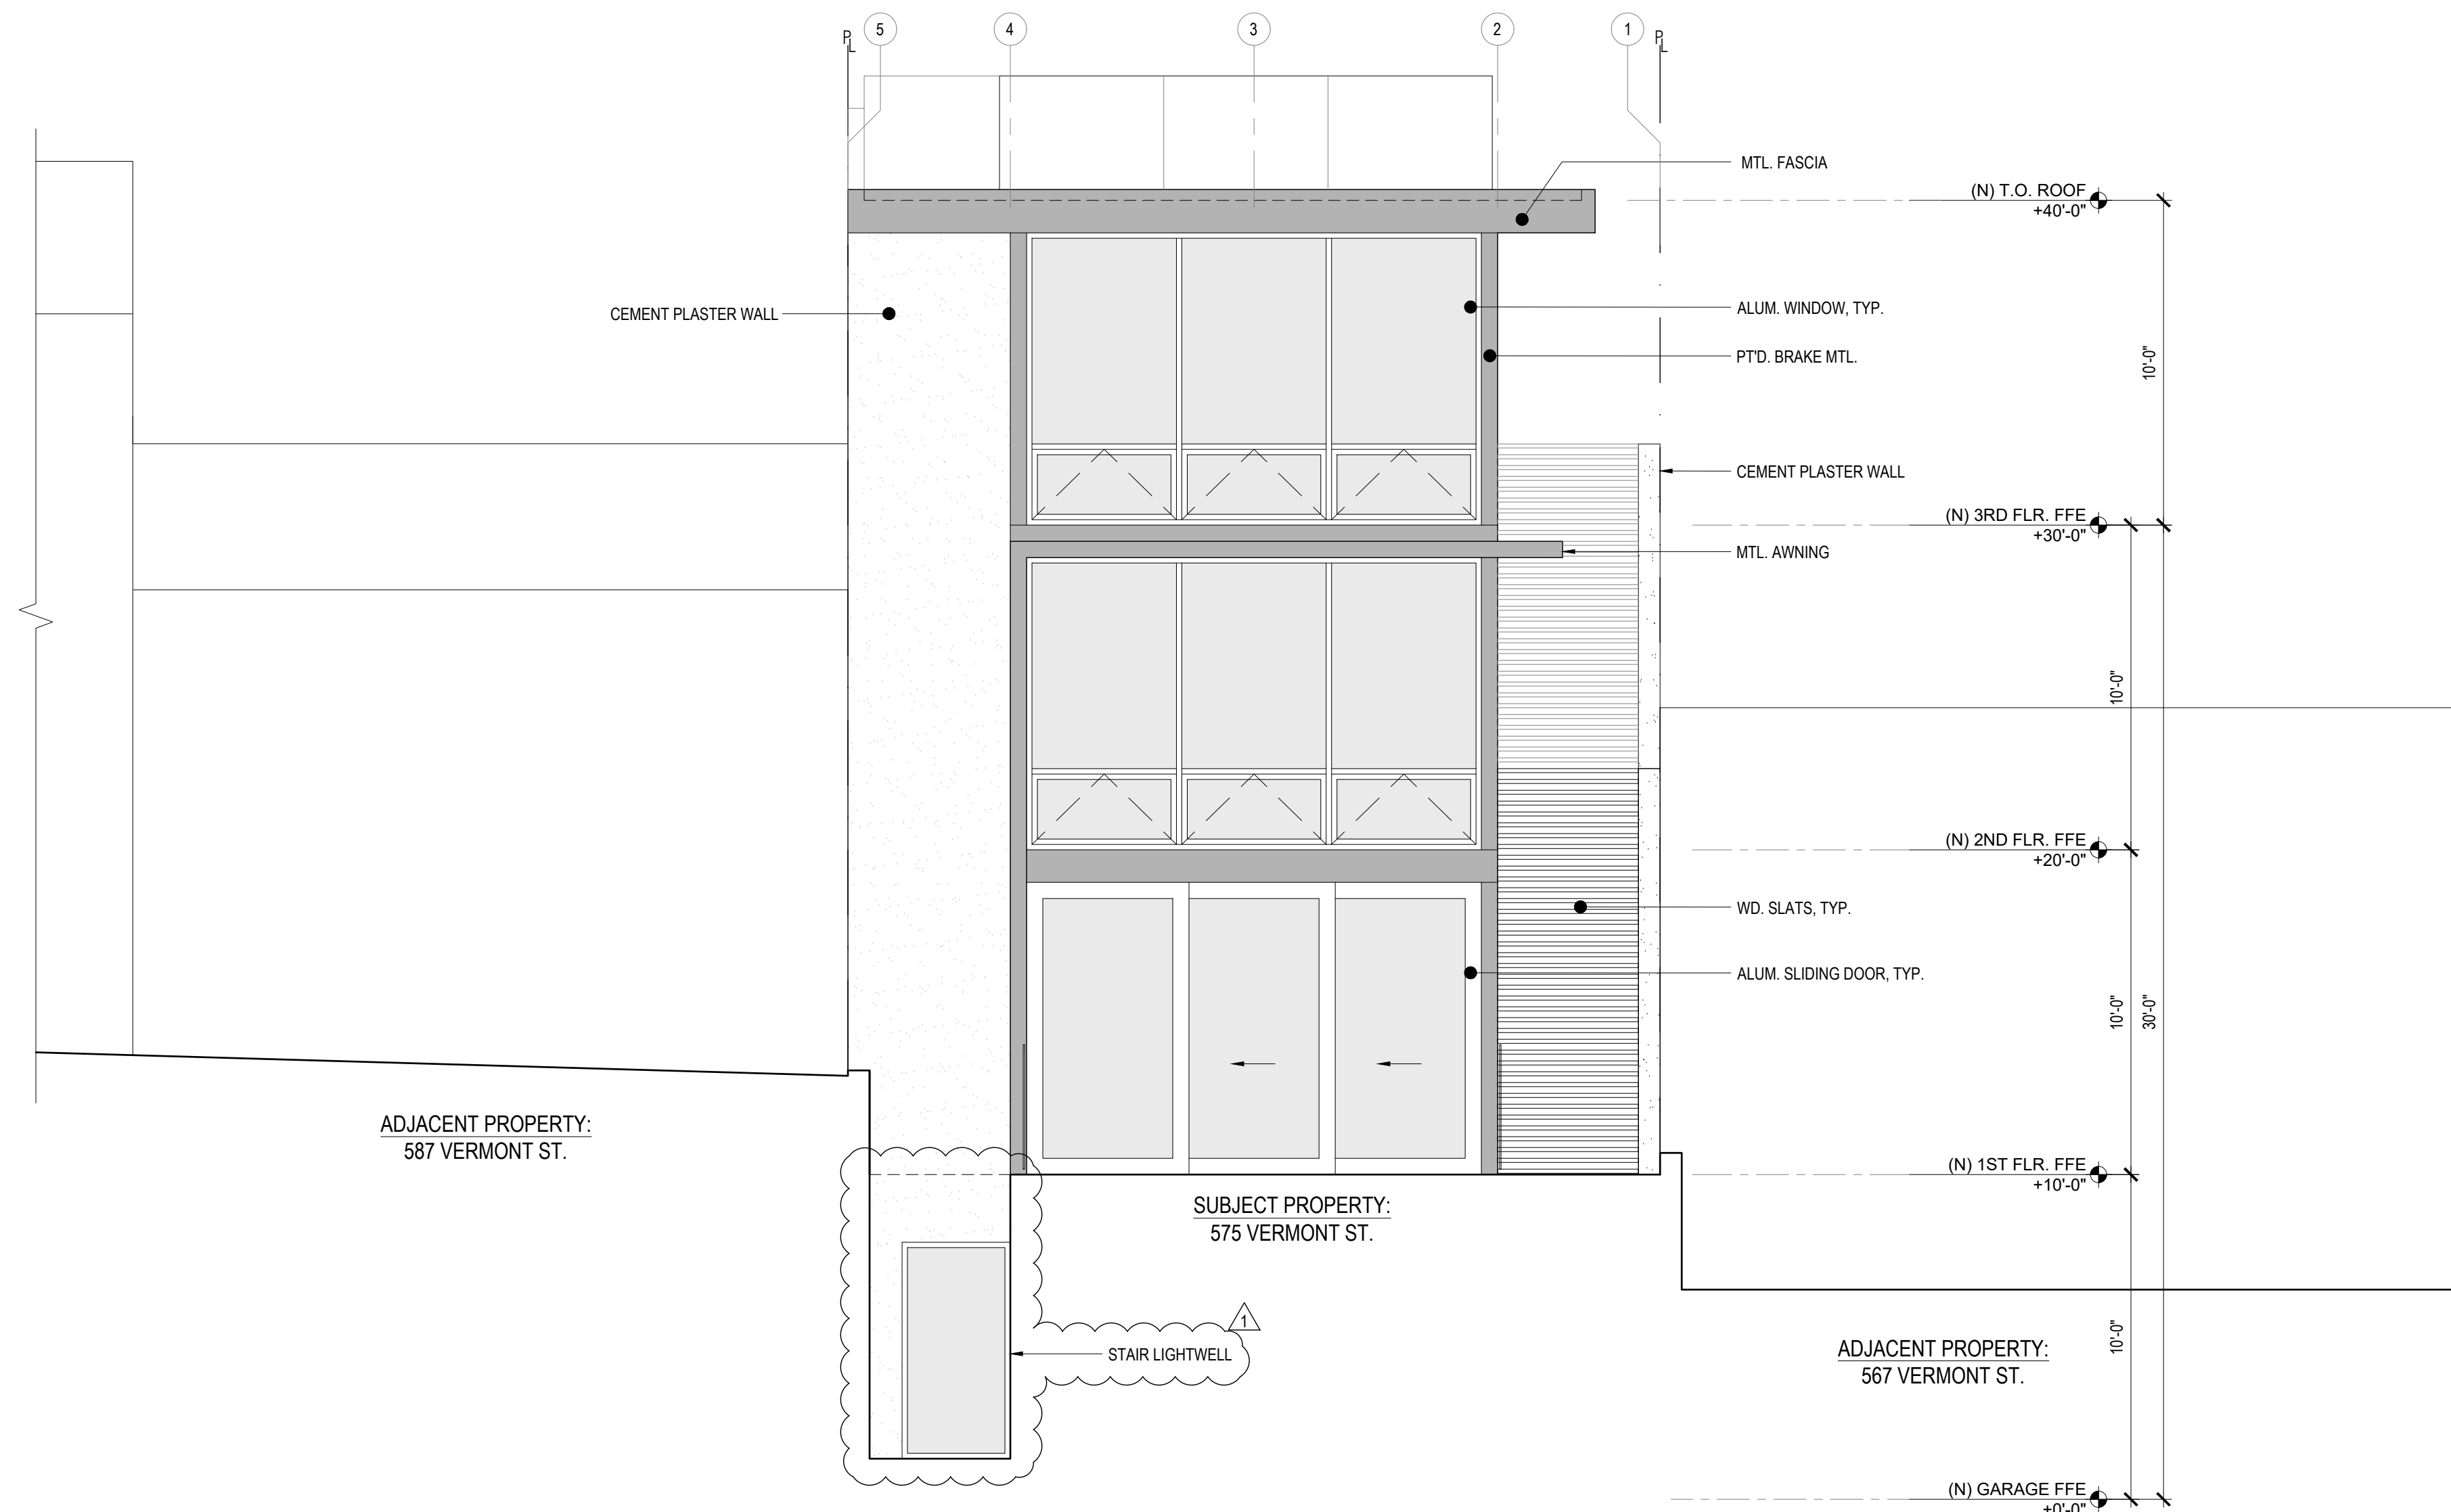 PL
5
4
3
2
1
PL
MTL. FASCIA
(N) T.O. ROOF
+40'-0"
CEMENT PLASTER WALL
ALUM. WINDOW, TYP.
PT'D. BRAKE MTL.
10'-0"
CEMENT PLASTER WALL
(N) 3RD FLR. FFE
+30'-0"
MTL. AWNING
10'-0"
(N) 2ND FLR. FFE
+20'-0"
WD. SLATS, TYP.
ALUM. SLIDING DOOR, TYP.
10'-0"
30'-0"
ADJACENT PROPERTY:
587 VERMONT ST.
(N) 1ST FLR. FFE
+10'-0"
SUBJECT PROPERTY:
575 VERMONT ST.
1
STAIR LIGHTWELL
10'-0"
ADJACENT PROPERTY:
567 VERMONT ST.
(N) GARAGE FFE
+0'-0"